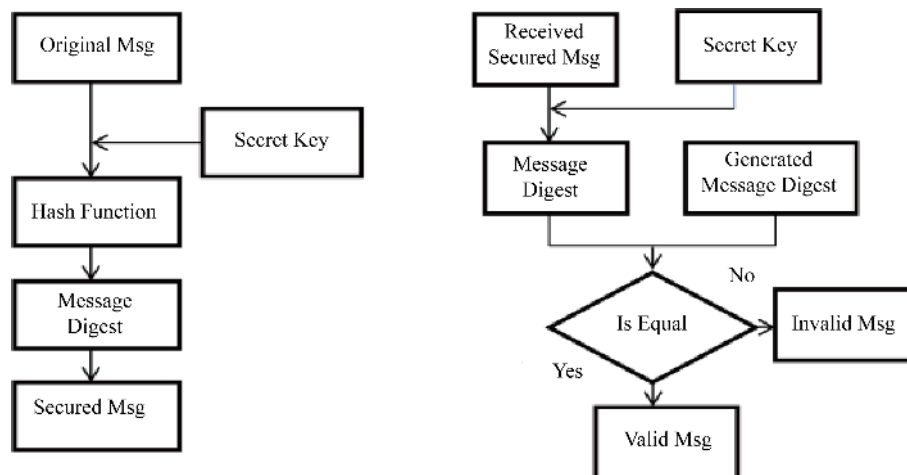 Original Msg
Secret Key
Hash Function
Message
Digest
Secured Msg
Received
Secured Msg
Secret Key
Message
Digest
Generated
Message Digest
Is Equal
No
Invalid Msg
Yes
Valid Msg